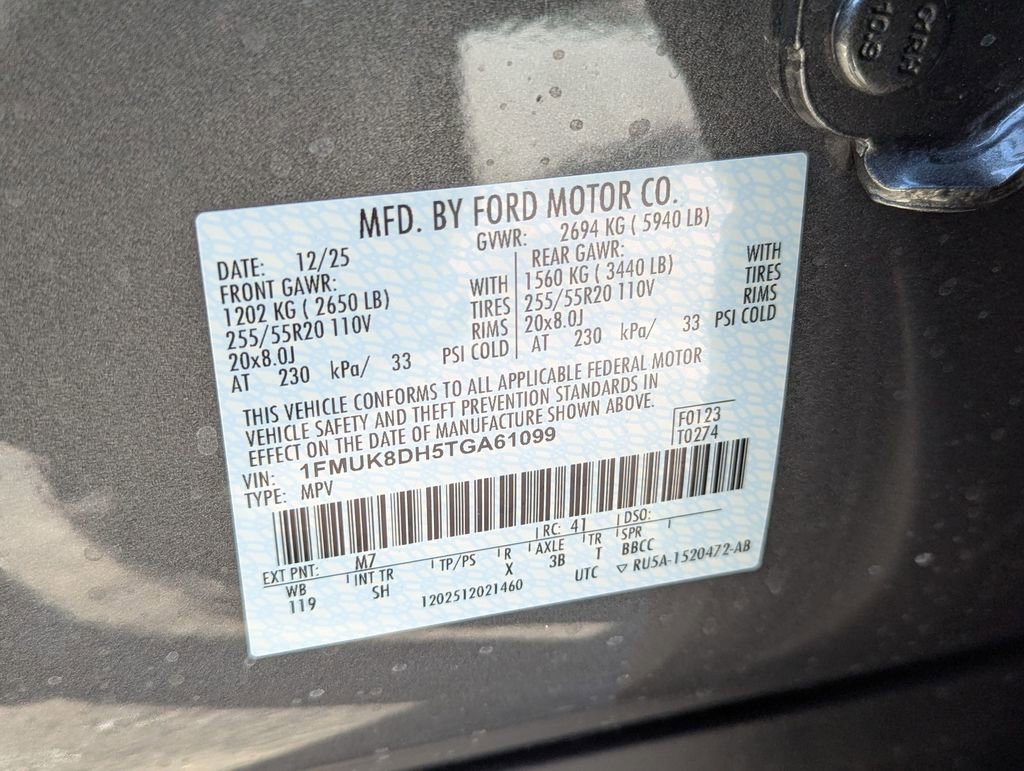 GRH
10.9
MFD. BY FORD MOTOR CO.
DATE: 12/25 GVWR: 2694 KG ( 5940 LB)
FRONT GAWR: REAR GAWR:
1202 KG ( 2650 LB) WITH 1560 KG ( 3440 LB) WITH
255/55R20 110V TIRES 255/55R20 110V TIRES
20x8.0J RIMS 20x8.0J RIMS
AT 230 kPa/ 33 PSI COLD AT 230 kPa/ 33 PSI COLD
THIS VEHICLE CONFORMS TO ALL APPLICABLE FEDERAL MOTOR
VEHICLE SAFETY AND THEFT PREVENTION STANDARDS IN
EFFECT ON THE DATE OF MANUFACTURE SHOWN ABOVE.
VIN: 1FMUK8DH5TGA61099 F0123
TYPE: MPV T0274
EXT PNT: M7 RC: 41 DSO:
WB INT TR TP/PS R AXLE TR SPR
119 SH X 3B T BBCC
1202512021460 UTC ▽ RU5A-1520472-AB